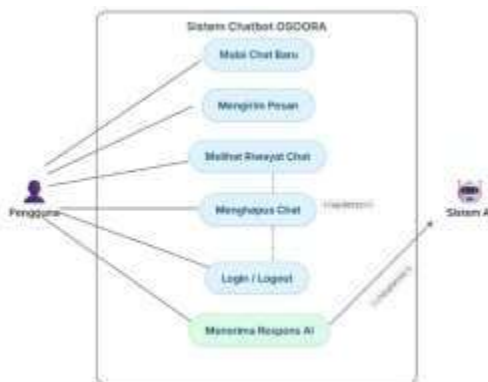 Sistem Chatbot OSOORA
Mulai Chat Baru
Mengirim Pesan
Melihat Riwayat Chat
Pengguna
Menghapus Chat
Sistem A
Login / Logout
Menerima Respons AI